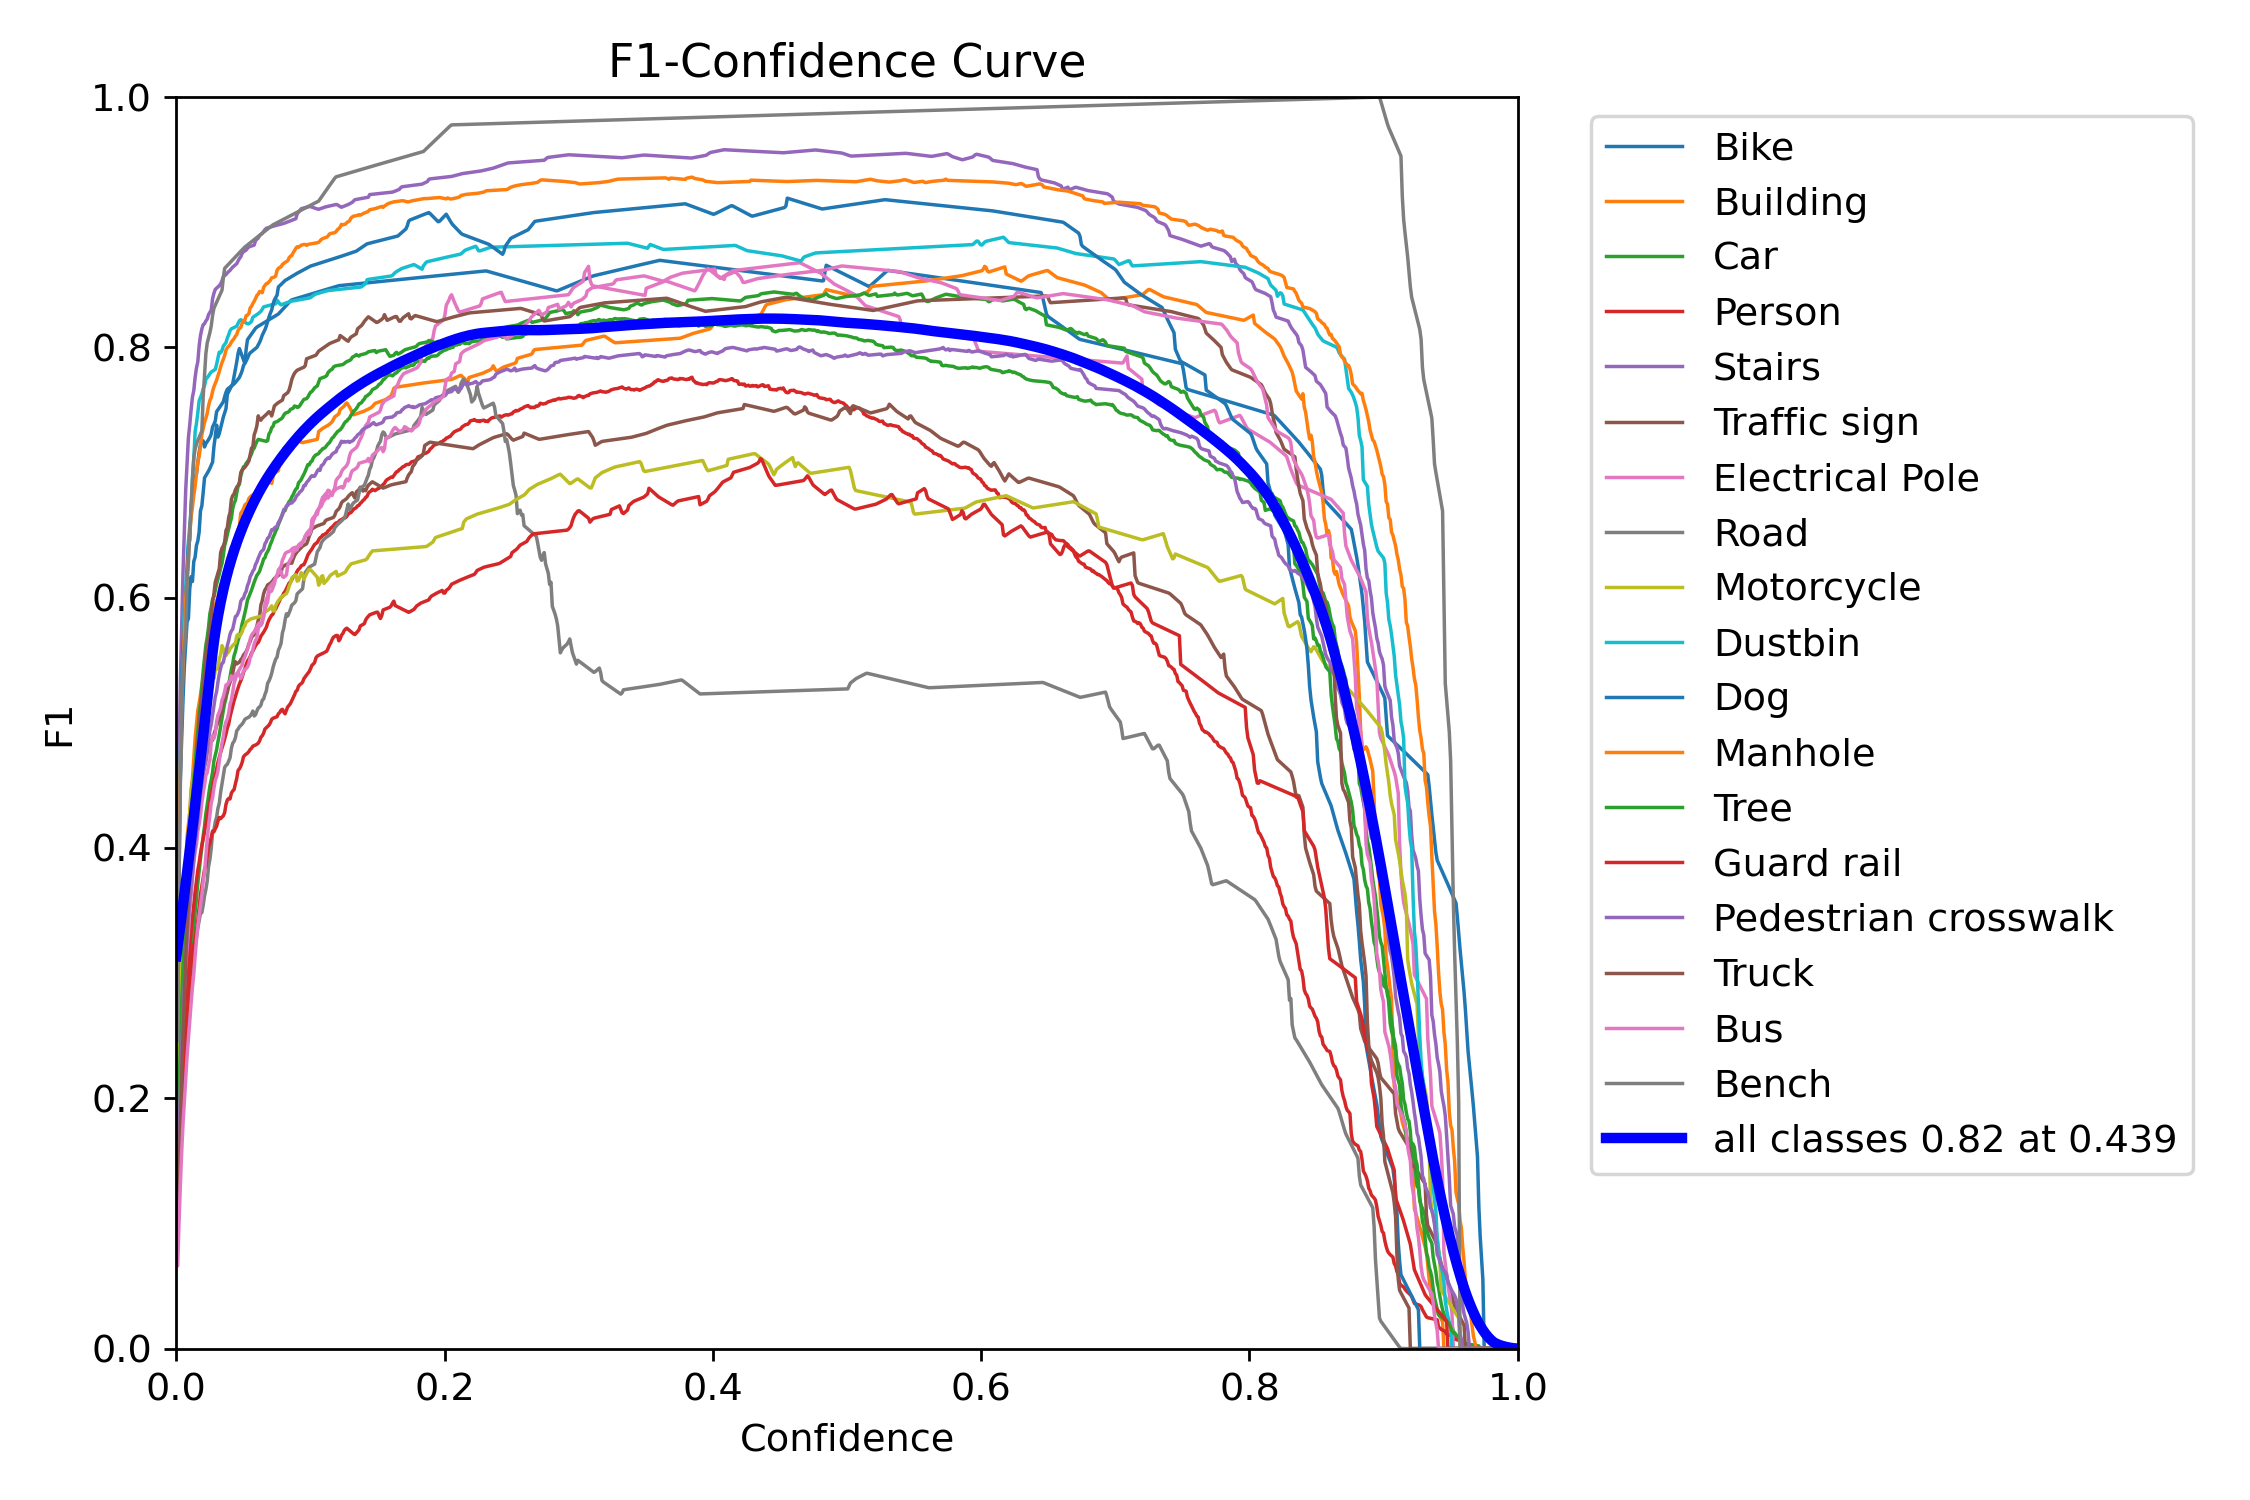 F1-Confidence Curve
1.0
0.8
0.6
0.4
0.2
0.0
F1
0.0 0.2 0.4 0.6 0.8 1.0
Confidence
Bike
Building
Car
Person
Stairs
Traffic sign
Electrical Pole
Road
Motorcycle
Dustbin
Dog
Manhole
Tree
Guard rail
Pedestrian crosswalk
Truck
Bus
Bench
all classes 0.82 at 0.439